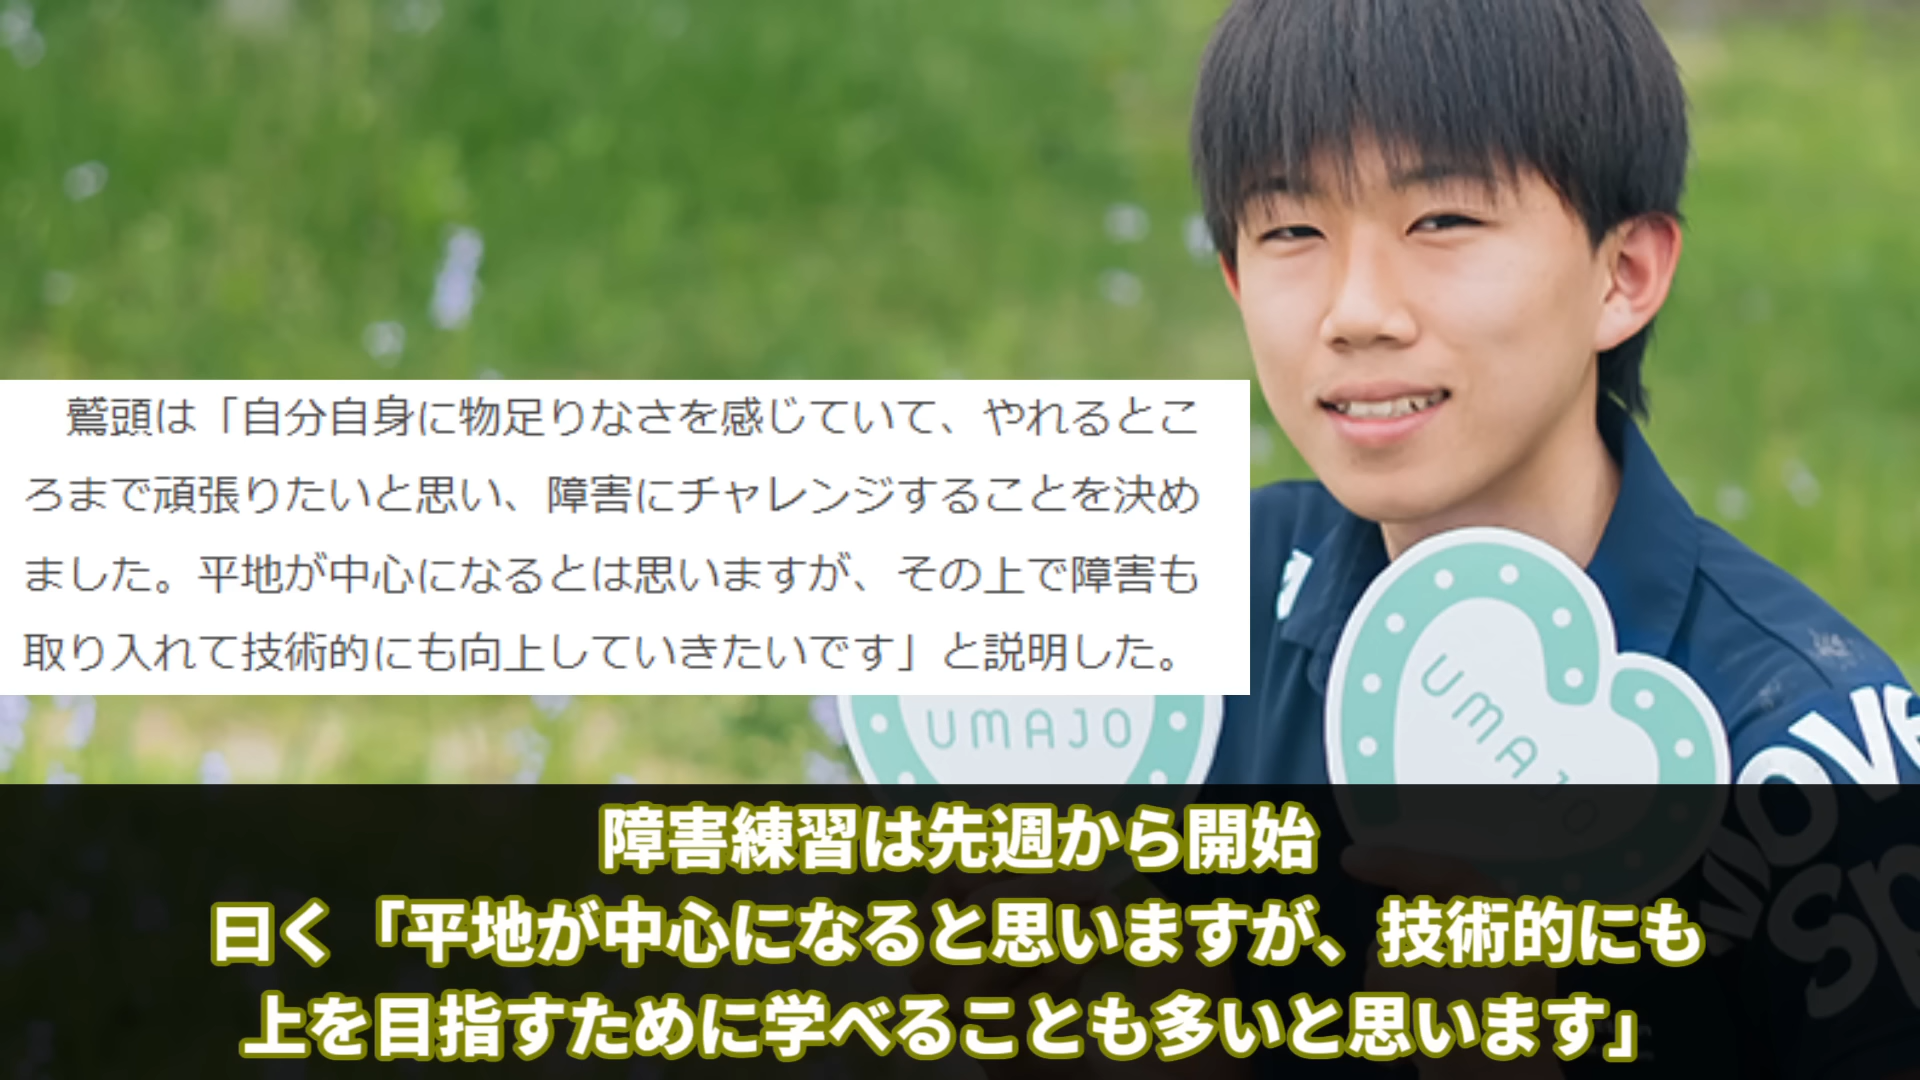 鷲頭は「自分自身に物足りなさを感じていて、やれるとこ
ろまで頑張りたいと思い、障害にチャレンジすることを決め
ました。平地が中心になるとは思いますが、その上で障害も
取り入れて技術的にも向上していきたいです」と説明した。
UMAJO
UMAJO
障害練習は先週から開始
曰く「平地が中心になると思いますが、技術的にも
上を目指すために学べることも多いと思います」